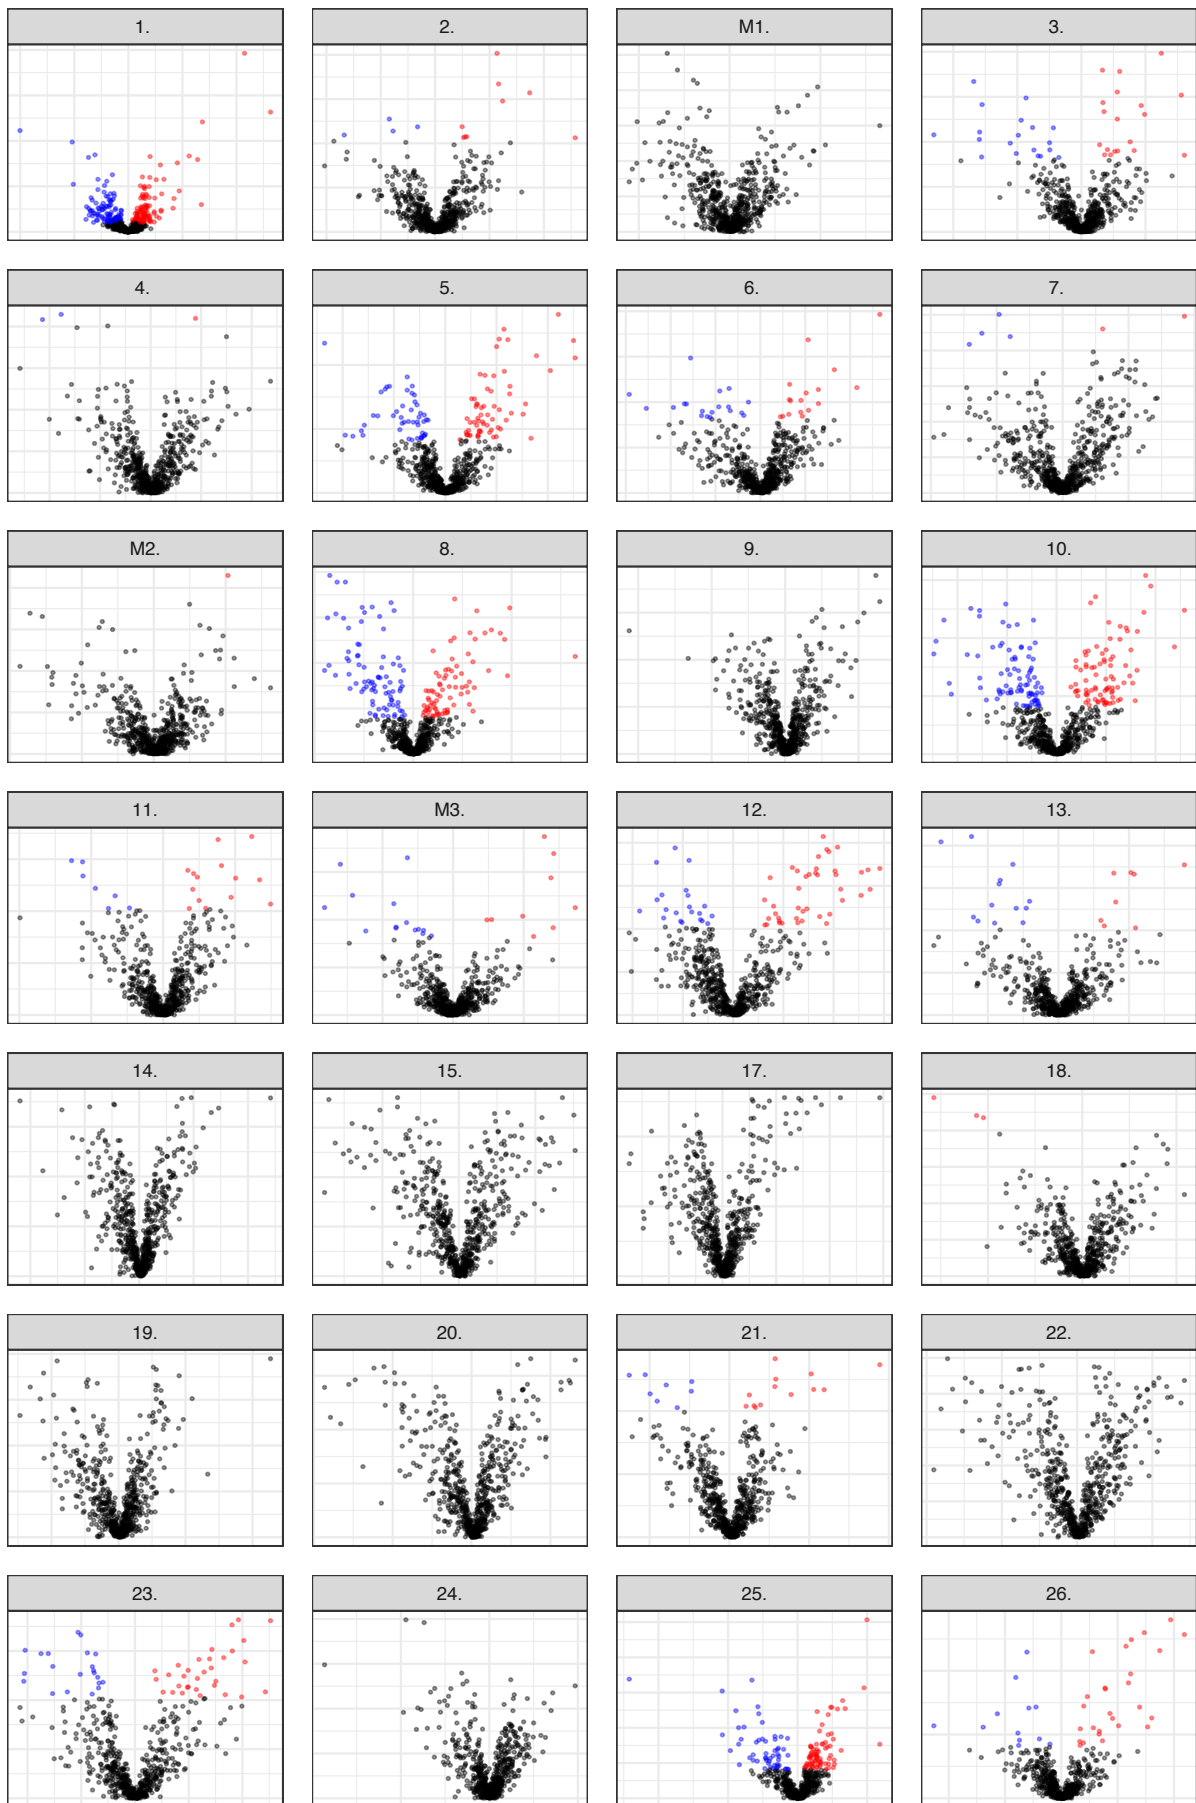 1. 2. M1. 3.
4. 5. 6. 7.
M2. 8. 9. 10.
11. M3. 12. 13.
14. 15. 17. 18.
19. 20. 21. 22.
23. 24. 25. 26.